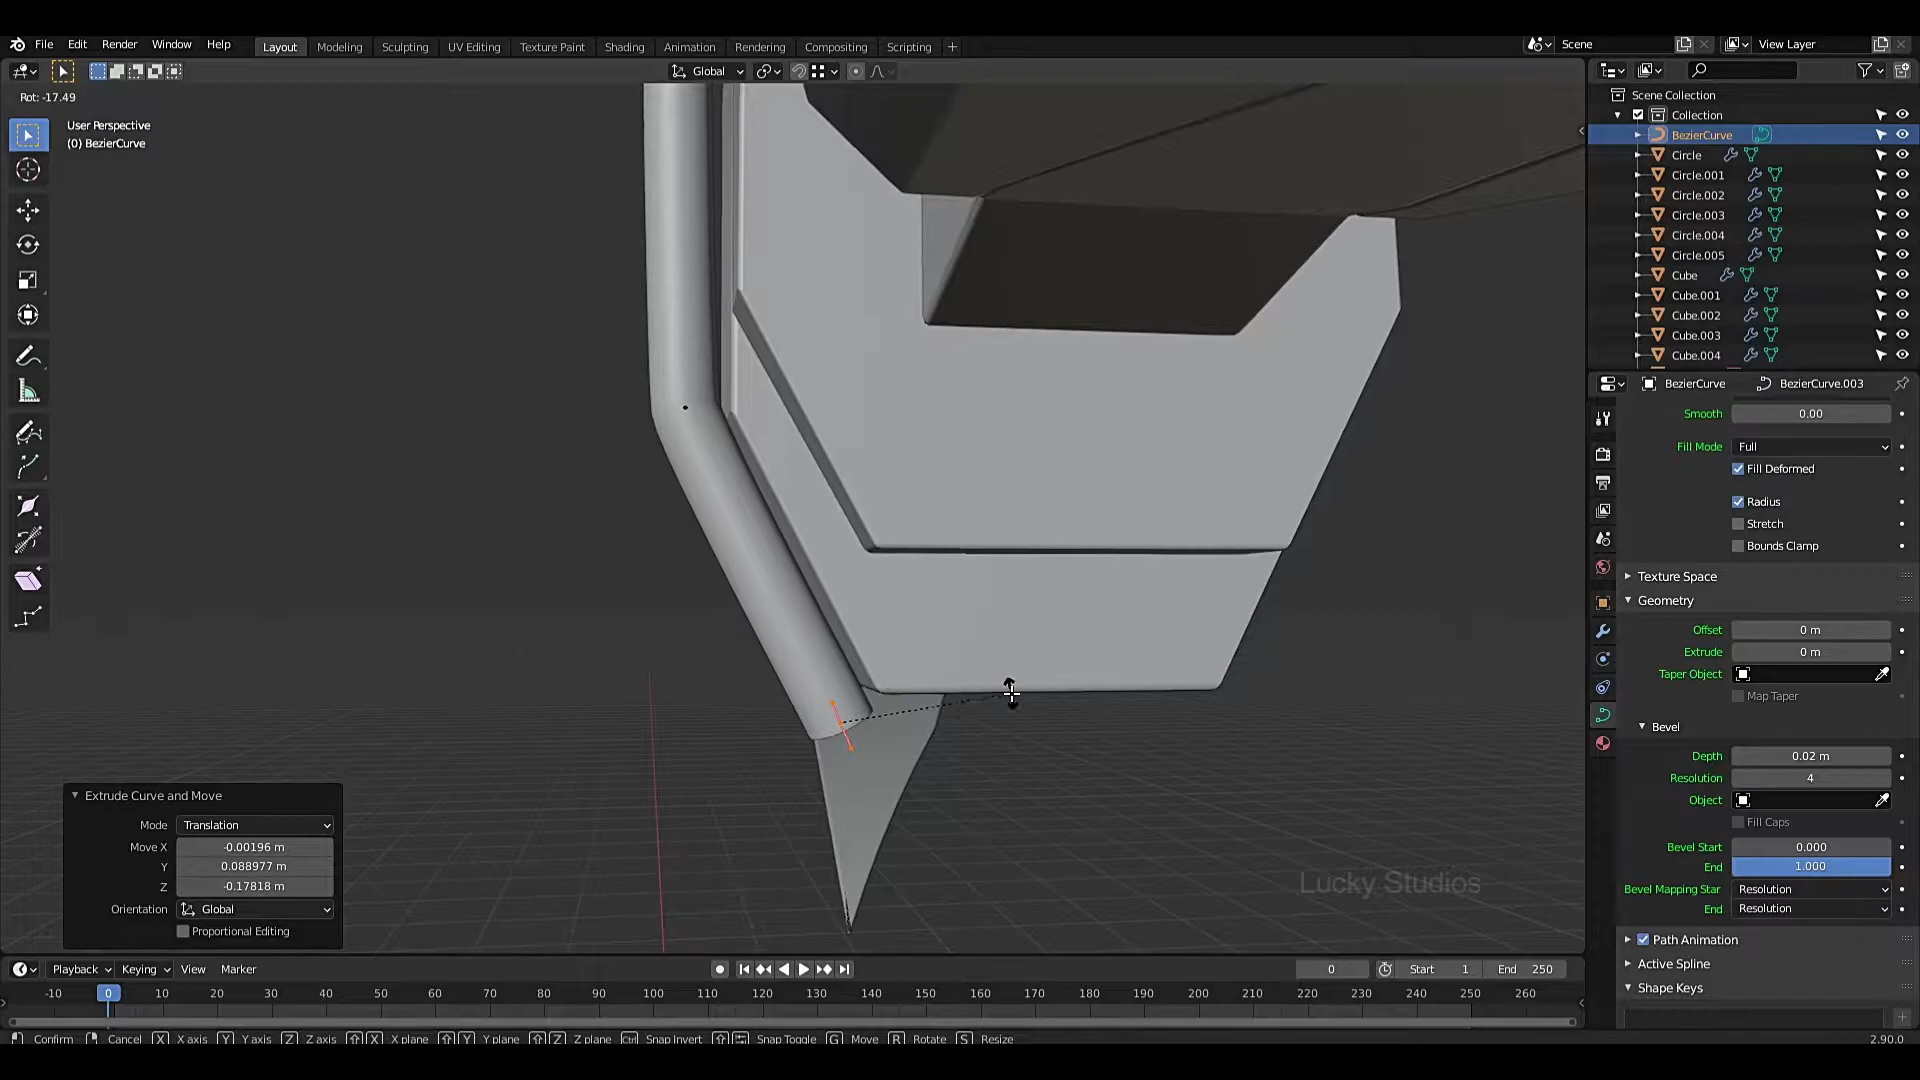 File Edit Render Window Help Layout Modeling Sculpting UV Editing Texture Paint Shading Animation Rendering Compositing Scripting + Scene View Layer
Global
Rot: -17.49
User Perspective
(0) BezierCurve
Scene Collection
Collection
BezierCurve
Circle
Circle.001
Circle.002
Circle.003
Circle.004
Circle.005
Cube
Cube.001
Cube.002
Cube.003
Cube.004
BezierCurve BezierCurve.003
Smooth 0.00
Fill Mode Full
Fill Deformed
Radius
Stretch
Bounds Clamp
Texture Space
Geometry
Offset 0 m
Extrude 0 m
Taper Object
Map Taper
Bevel
Depth 0.02 m
Resolution 4
Object
Fill Caps
Bevel Start 0.000
End 1.000
Bevel Mapping Star Resolution
End Resolution
Path Animation
Active Spline
Shape Keys
Extrude Curve and Move
Mode Translation
Move X -0.00196 m
Y 0.088977 m
Z -0.17818 m
Orientation Global
Proportional Editing
Lucky Studios
Playback Keying View Marker 0 Start 1 End 250
-10 0 10 20 30 40 50 60 70 80 90 100 110 120 130 140 150 160 170 180 190 200 210 220 230 240 250 260
Confirm Cancel X X axis Y Y axis Z Z axis X X plane Y Y plane Z Z plane Ctrl Snap Invert Snap Toggle G Move R Rotate S Resize 2.90.0